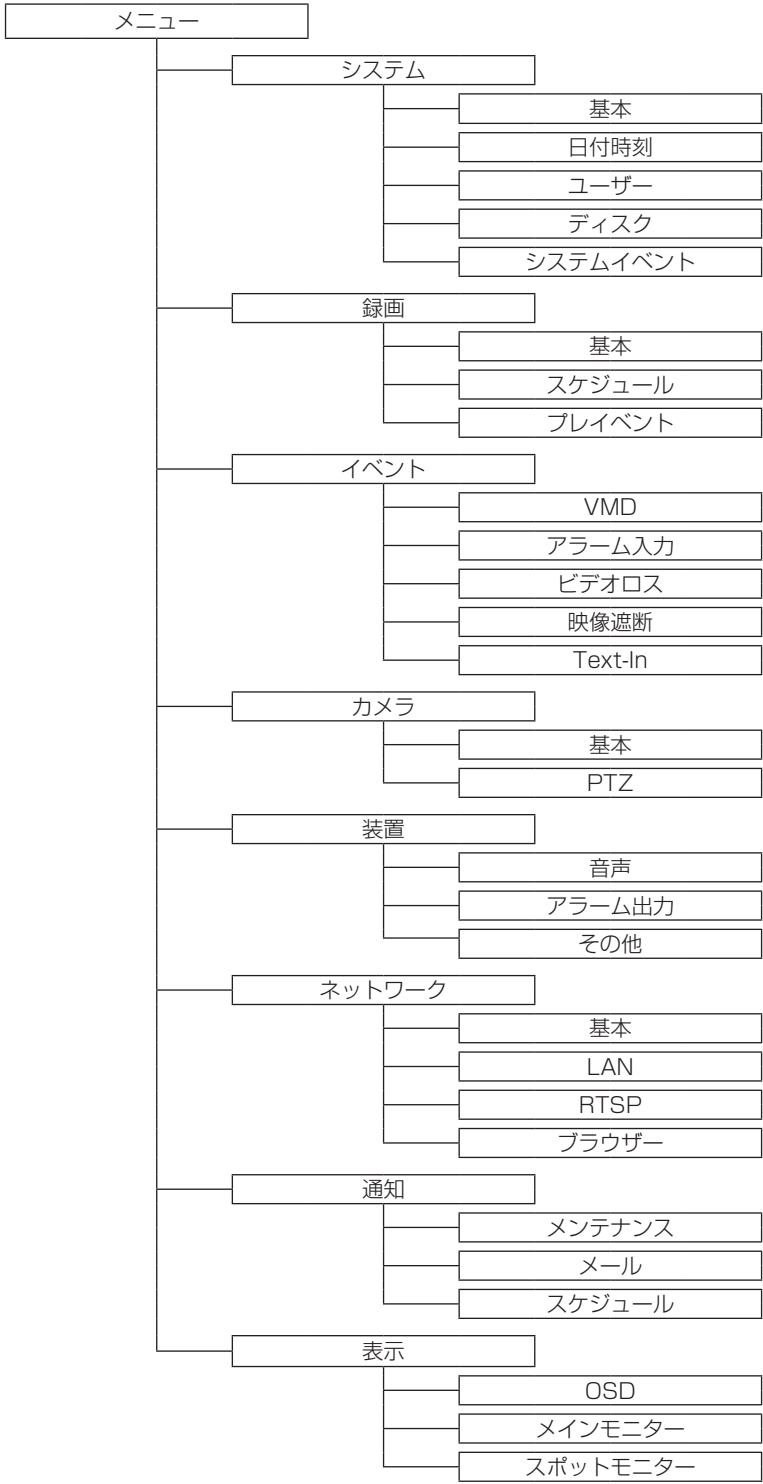 メニュー
システム
基本
日付時刻
ユーザー
ディスク
システムイベント
録画
基本
スケジュール
プレイベント
イベント
VMD
アラーム入力
ビデオロス
映像遮断
Text-In
カメラ
基本
PTZ
装置
音声
アラーム出力
その他
ネットワーク
基本
LAN
RTSP
ブラウザー
通知
メンテナンス
メール
スケジュール
表示
OSD
メインモニター
スポットモニター